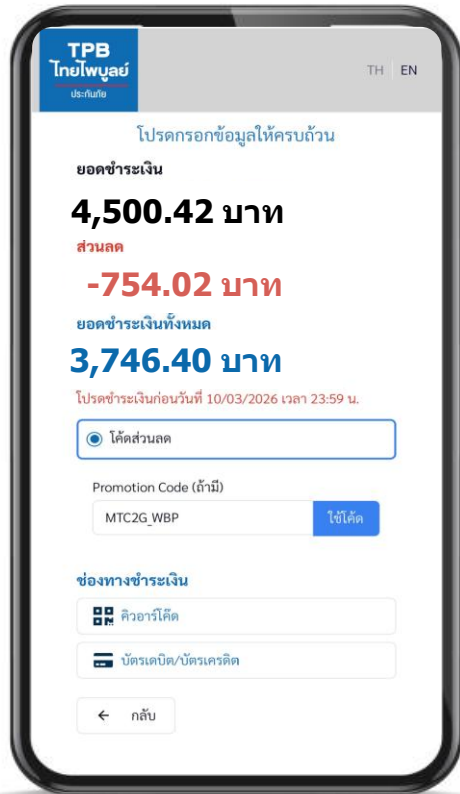 TPB
ไทยไพบูลย์
ประกันภัย
TH EN
โปรดกรอกข้อมูลให้ครบถ้วน
ยอดชำระเงิน
4,500.42 บาท
ส่วนลด
-754.02 บาท
ยอดชำระเงินทั้งหมด
3,746.40 บาท
โปรดชำระเงินก่อนวันที่ 10/03/2026 เวลา 23:59 น.
โค้ดส่วนลด
Promotion Code (ถ้ามี)
MTC2G_WBP ใช้โค้ด
ช่องทางชำระเงิน
คิวอาร์โค๊ด
บัตรเดบิต/บัตรเครดิต
← กลับ